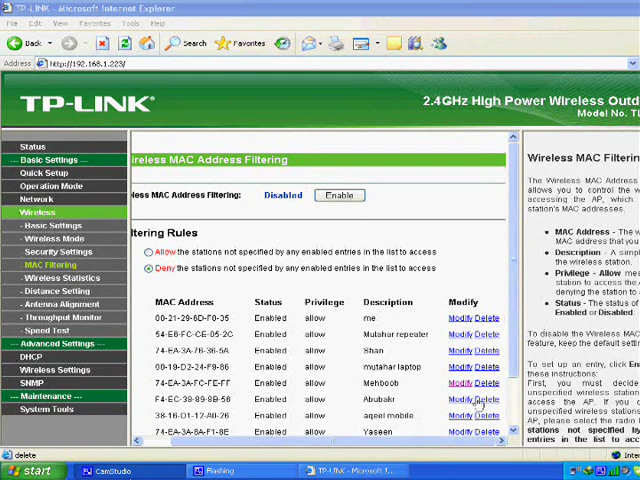 TP-LINK - Microsoft Internet Explorer
File Edit View Favorites Tools Help
Back Search Favorites
Address http://192.168.1.223/
TP-LINK
2.4GHz High Power Wireless Outd
Model No. TL
Status
--- Basic Settings ---
Quick Setup
Operation Mode
Network
Wireless
- Basic Settings
- Wireless Mode
- Security Settings
- MAC Filtering
- Wireless Statistics
- Distance Setting
- Antenna Alignment
- Throughput Monitor
- Speed Test
--- Advanced Settings ---
DHCP
Wireless Settings
SNMP
--- Maintenance ---
System Tools
ireless MAC Address Filtering
less MAC Address Filtering: Disabled Enable
ltering Rules
Allow the stations not specified by any enabled entries in the list to access
Deny the stations not specified by any enabled entries in the list to access
MAC Address Status Privilege Description Modify
00-21-29-6D-F0-35 Enabled allow me Modify Delete
54-E6-FC-CE-05-2C Enabled allow Mutahar repeater Modify Delete
74-EA-3A-76-36-5A Enabled allow Shan Modify Delete
00-19-D2-24-F9-86 Enabled allow mutahar laptop Modify Delete
74-EA-3A-FC-FE-FF Enabled allow Mehboob Modify Delete
F4-EC-38-89-8B-56 Enabled allow Abubakr Modify Delete
38-16-D1-12-A0-26 Enabled allow aqeel mobile Modify Delete
74-EA-3A-8A-F1-8E Enabled allow Yaseen Modify Delete
Wireless MAC Filterin
The Wireless MAC Address
allows you to control the w
accessing the AP, which
station's MAC addresses.
MAC Address - The w
MAC address that you
Description - A simpl
the wireless station.
Privilege - Allow mea
denying the station to
Status - The status of
Enabled or Disabled.
To disable the Wireless MAC
feature, keep the default settin
To set up an entry, click En
these instructions:
First, you must decide
unspecified wireless stations
access the AP. If you d
unspecified wireless station
AP, please select the radio
stations not specified by
entries in the list to acce
delete
Intern
start CamStudio Flashing TP-LINK - Microsoft I...